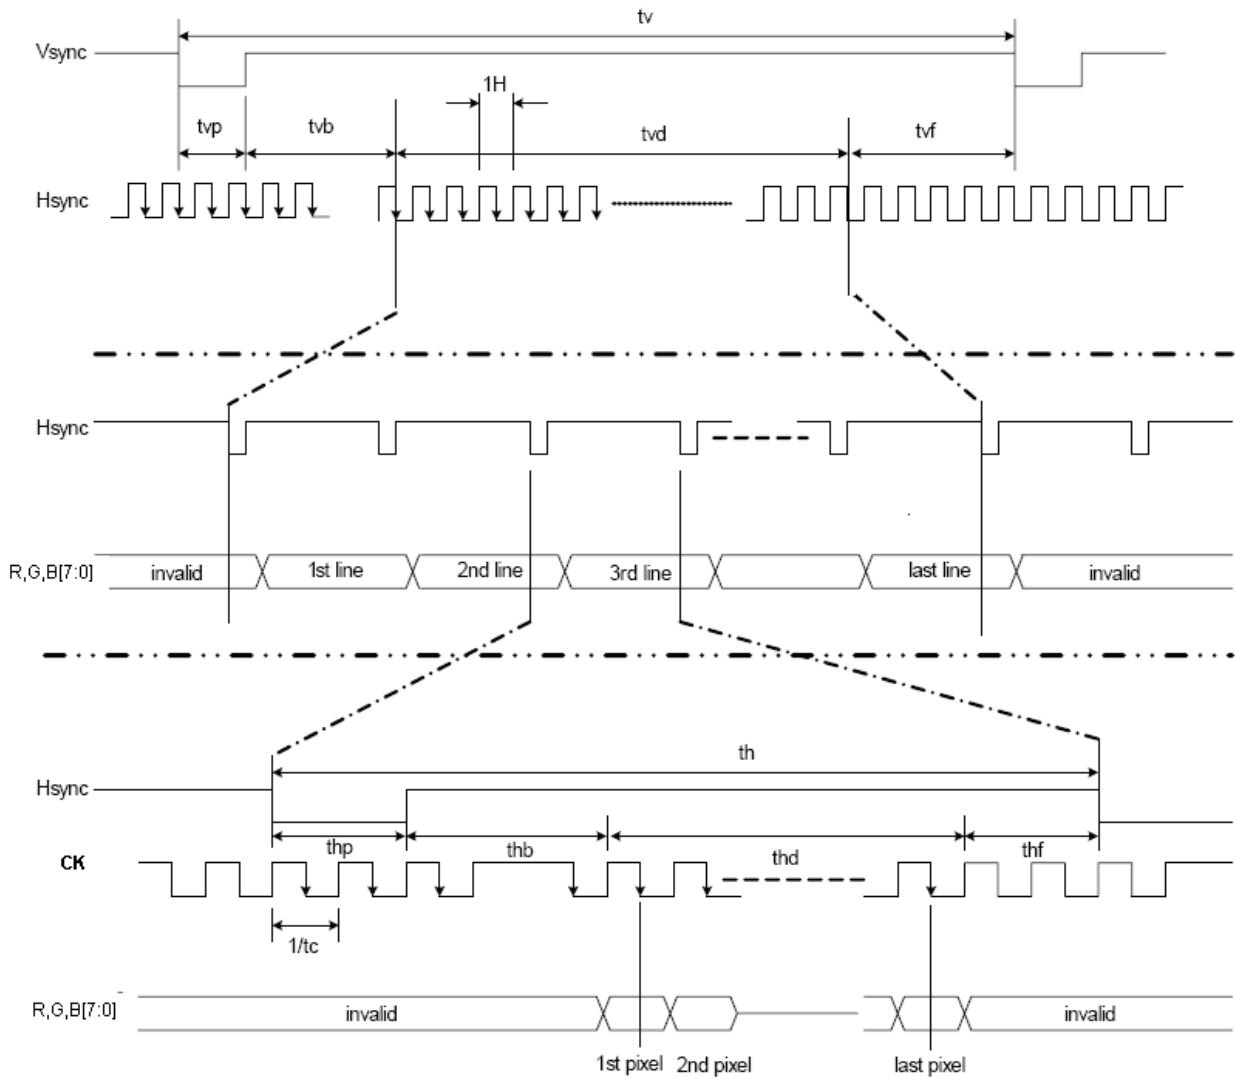 tv
Vsync
1H
tvp
tvb
tvd
tvf
Hsync
Hsync
R,G,B[7:0]
invalid
1st line
2nd line
3rd line
last line
invalid
th
Hsync
thp
thb
thd
thf
CK
1/tc
R,G,B[7:0]
invalid
invalid
1st pixel
2nd pixel
last pixel